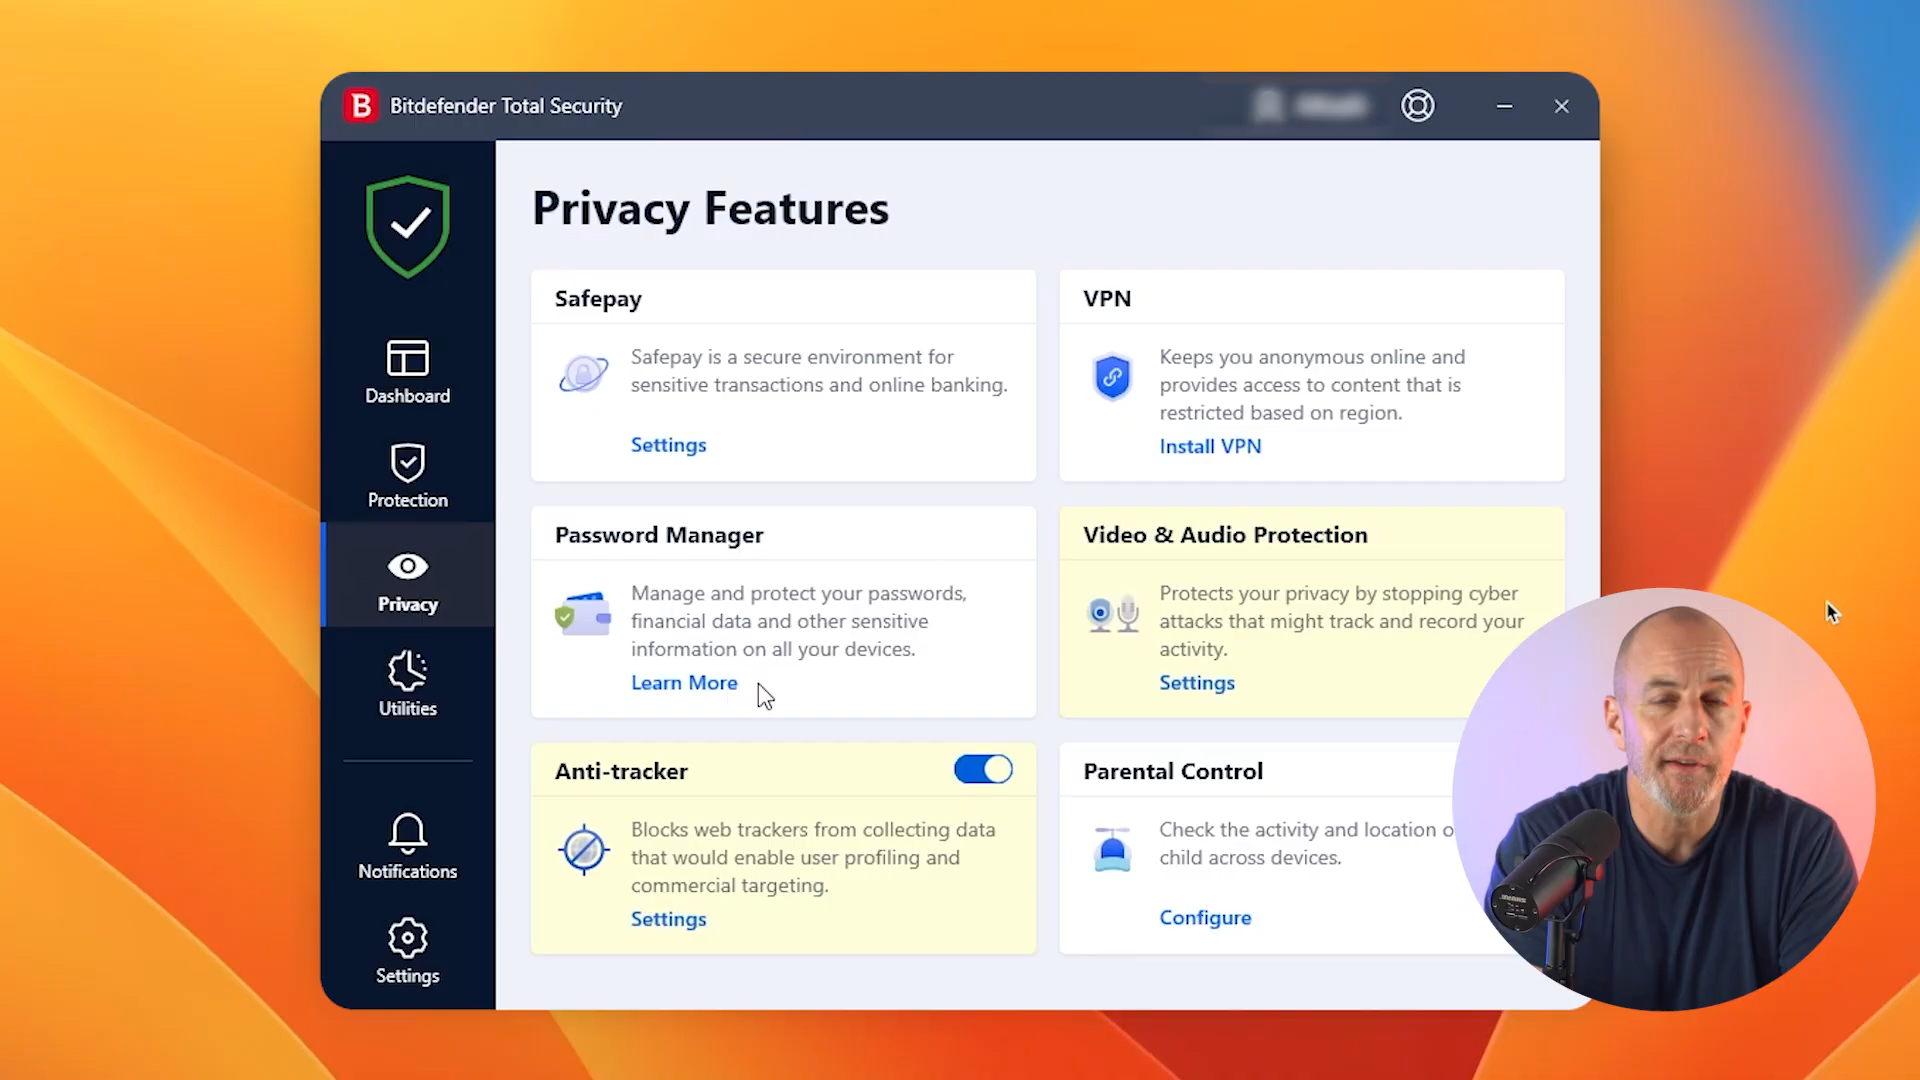 B Bitdefender Total Security
Privacy Features
Dashboard
Protection
Privacy
Utilities
Notifications
Settings
Safepay
Safepay is a secure environment for
sensitive transactions and online banking.
Settings
VPN
Keeps you anonymous online and
provides access to content that is
restricted based on region.
Install VPN
Password Manager
Manage and protect your passwords,
financial data and other sensitive
information on all your devices.
Learn More
Video & Audio Protection
Protects your privacy by stopping cyber
attacks that might track and record your
activity.
Settings
Anti-tracker
Blocks web trackers from collecting data
that would enable user profiling and
commercial targeting.
Settings
Parental Control
Check the activity and location o
child across devices.
Configure